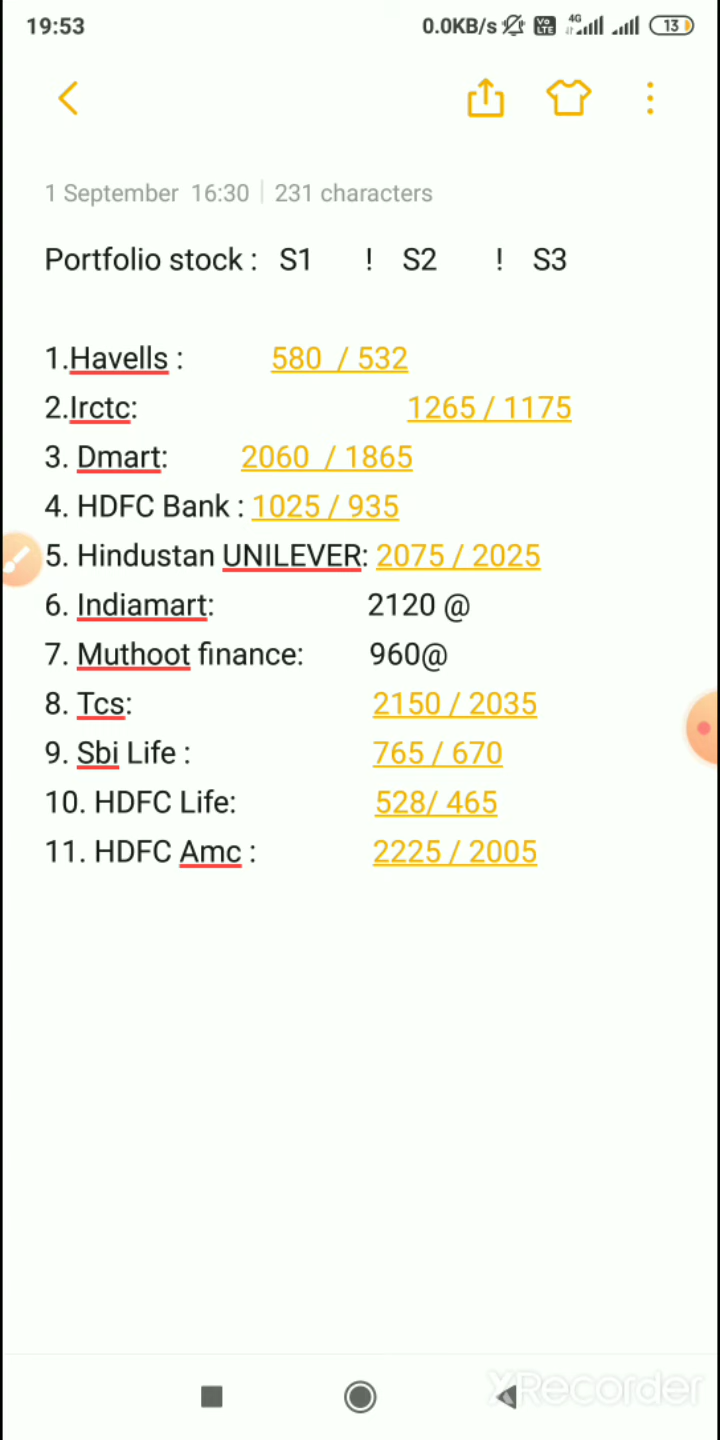 19:53 0.0KB/s Vo LTE 4G 13
1 September 16:30 | 231 characters
Portfolio stock : S1 ! S2 ! S3
1.Havells : 580 / 532
2.Irctc: 1265 / 1175
3. Dmart: 2060 / 1865
4. HDFC Bank : 1025 / 935
5. Hindustan UNILEVER: 2075 / 2025
6. Indiamart: 2120 @
7. Muthoot finance: 960@
8. Tcs: 2150 / 2035
9. Sbi Life : 765 / 670
10. HDFC Life: 528/ 465
11. HDFC Amc : 2225 / 2005
XRecorder